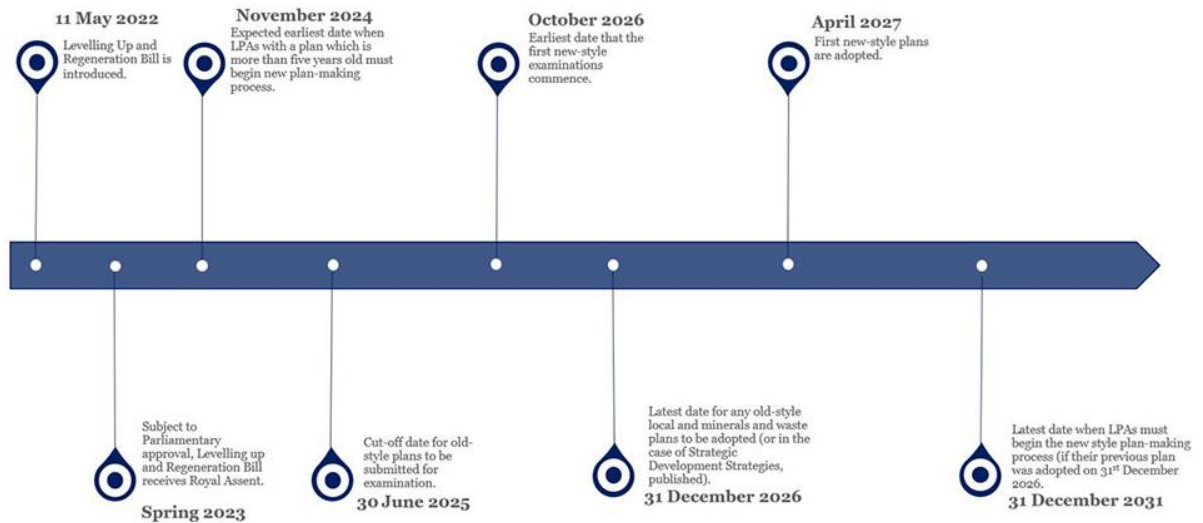 11 May 2022
Levelling Up and
Regeneration Bill is
introduced.
November 2024
Expected earliest date when
LPAs with a plan which is
more than five years old must
begin new plan-making
process.
October 2026
Earliest date that the
first new-style
examinations
commence.
April 2027
First new-style plans
are adopted.
Subject to
Parliamentary
approval, Levelling up
and Regeneration Bill
receives Royal Assent.
Spring 2023
Cut-off date for old-
style plans to be
submitted for
examination.
30 June 2025
Latest date for any old-style
local and minerals and waste
plans to be adopted (or in the
case of Strategic
Development Strategies,
published).
31 December 2026
Latest date when LPAs must
begin the new style plan-making
process (if their previous plan
was adopted on 31st December
2026.
31 December 2031